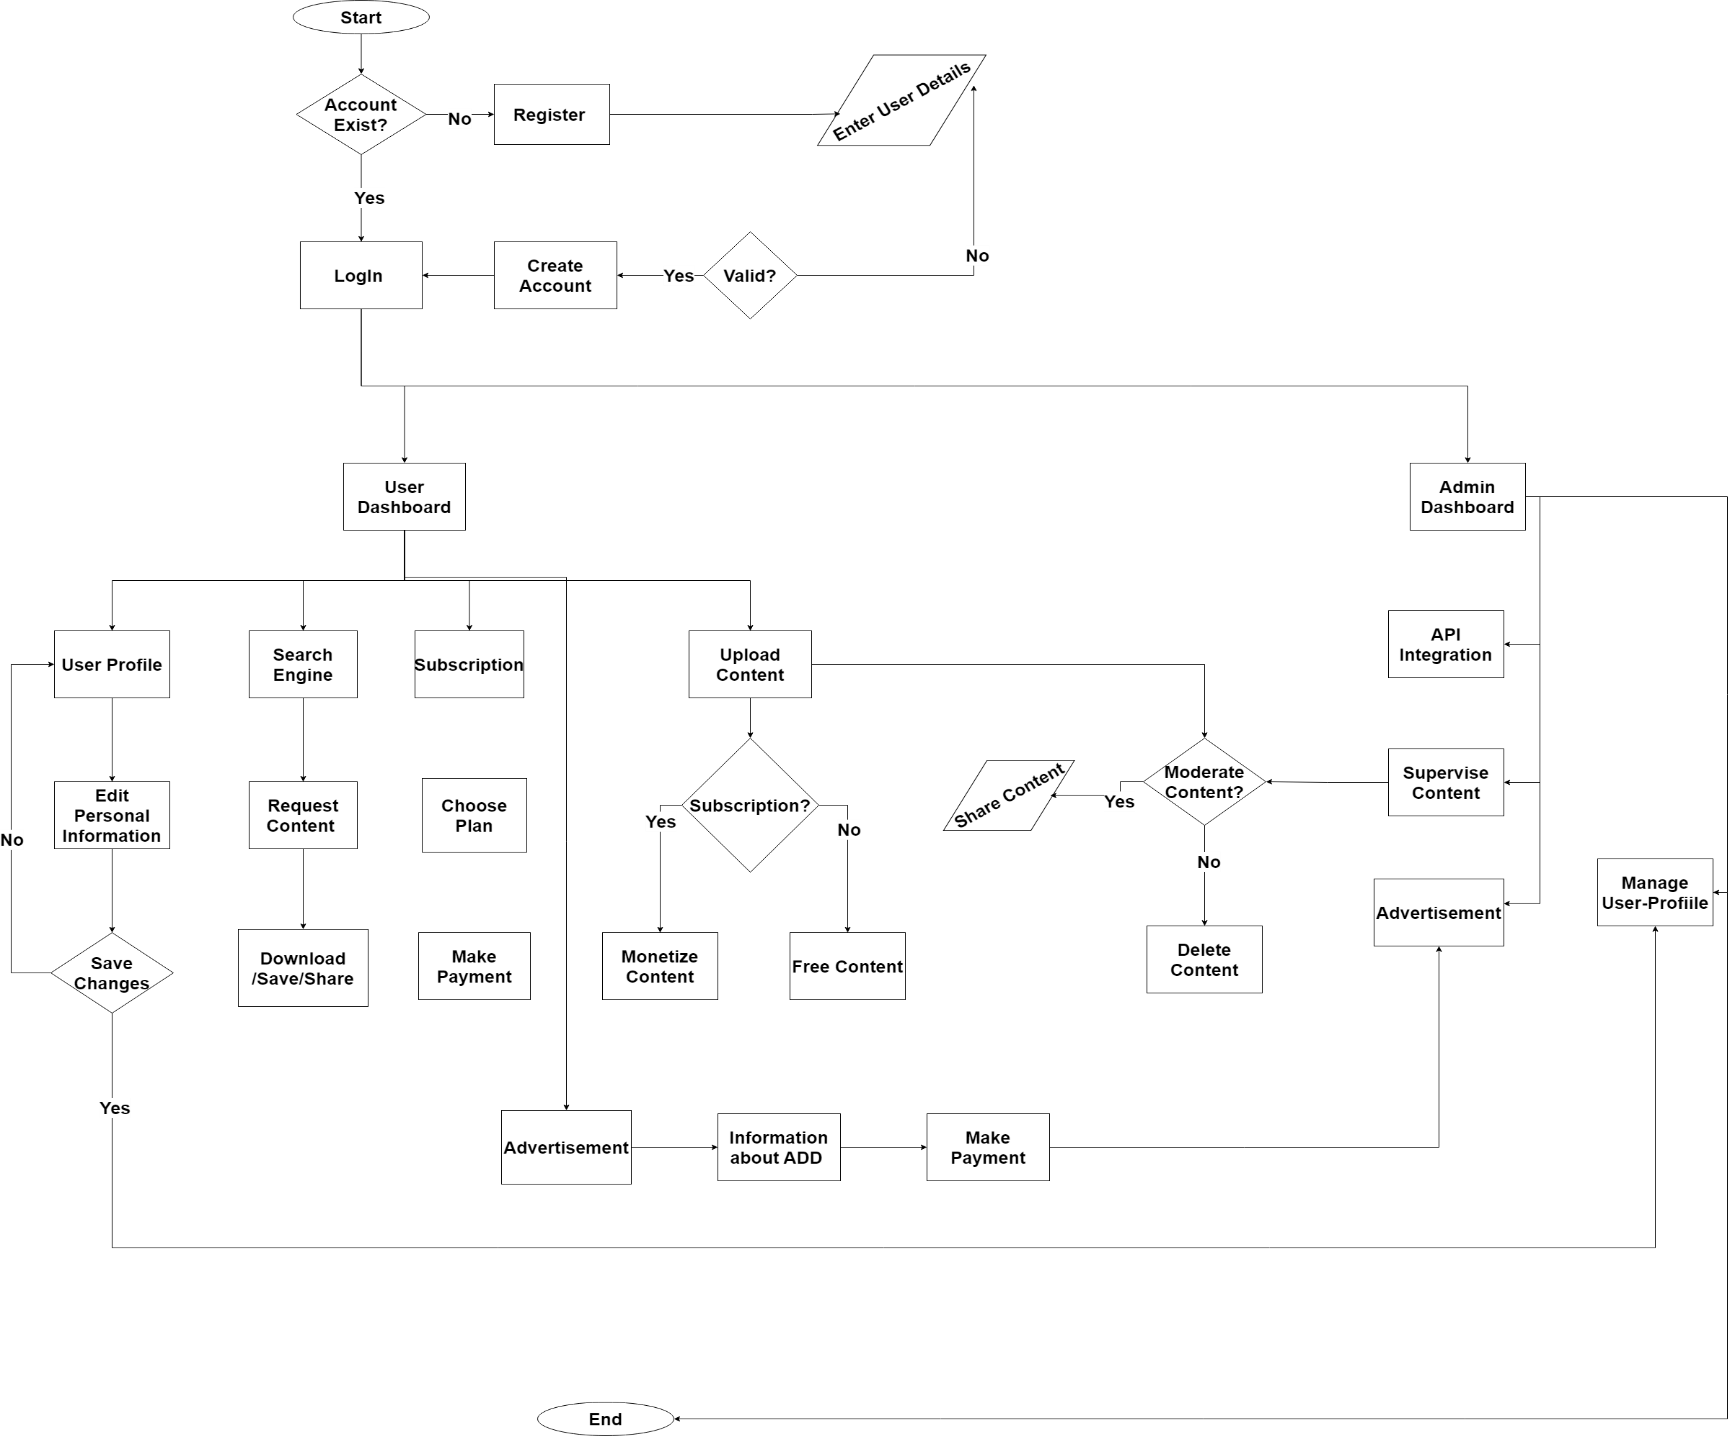 Start
Account
Exist?
No
Register
Enter User Details
Yes
LogIn
Create
Account
Yes
Valid?
No
User
Dashboard
Admin
Dashboard
User Profile
Search
Engine
Subscription
Upload
Content
API
Integration
Edit
Personal
Information
Request
Content
Choose
Plan
Subscription?
Yes
No
Share Content
Yes
Moderate
Content?
Supervise
Content
No
No
Manage
User-Profiile
Advertisement
Save
Changes
Download
/Save/Share
Make
Payment
Monetize
Content
Free Content
Delete
Content
Yes
Advertisement
Information
about ADD
Make
Payment
End